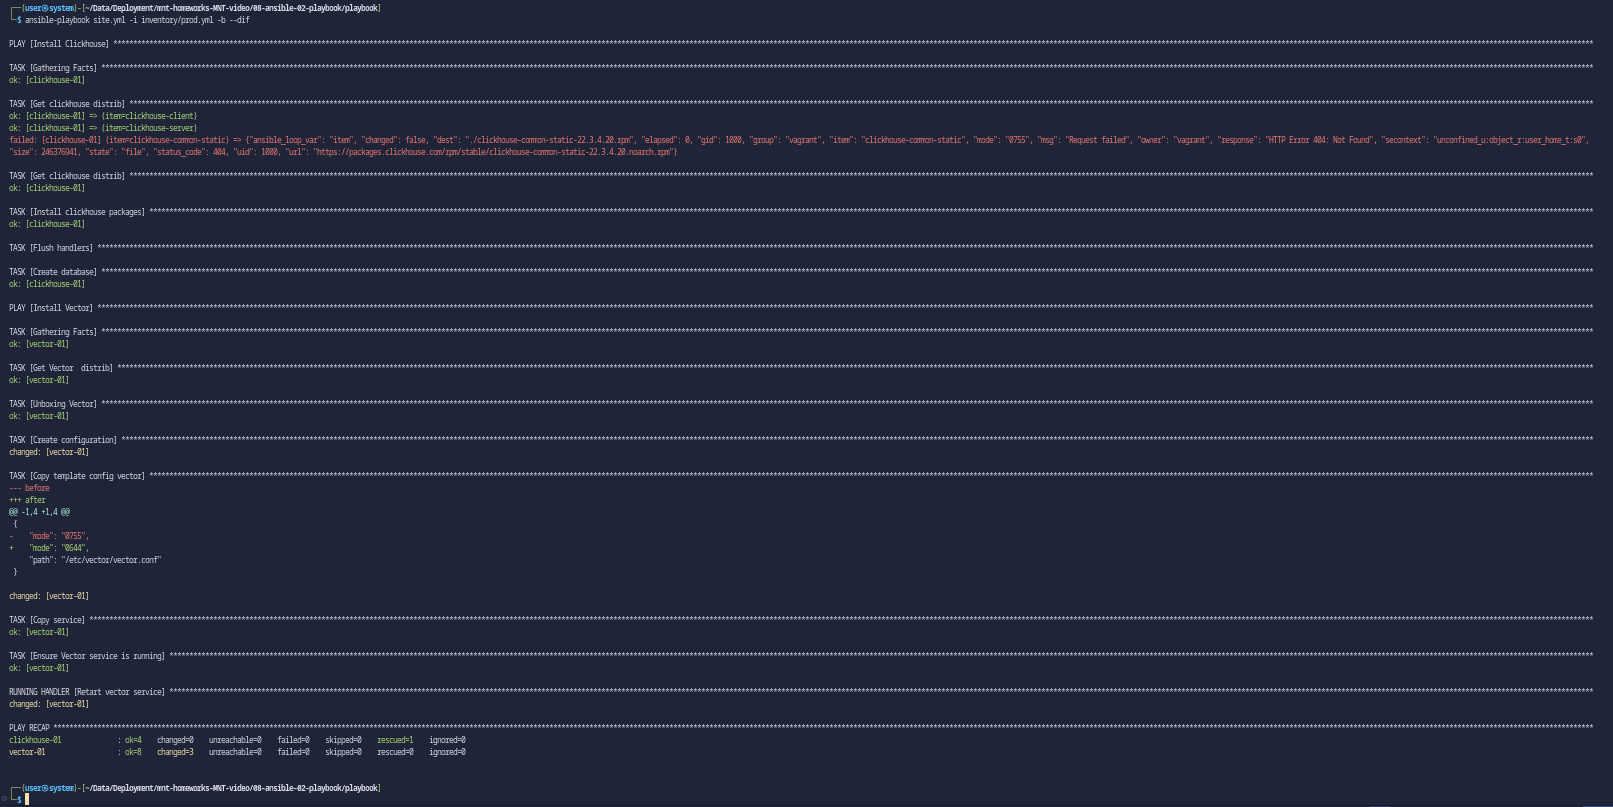 ┌──(user㉿system)-[~/Data/Deployment/mnt-homeworks-MNT-video/08-ansible-02-playbook/playbook]
└─$ ansible-playbook site.yml -i inventory/prod.yml -b --dif
PLAY [Install Clickhouse] ****************************************
TASK [Gathering Facts] ****************************************
ok: [clickhouse-01]
TASK [Get clickhouse distrib] ****************************************
ok: [clickhouse-01] => (item=clickhouse-client)
ok: [clickhouse-01] => (item=clickhouse-server)
failed: [clickhouse-01] (item=clickhouse-common-static) => {"ansible_loop_var": "item", "changed": false, "dest": "./clickhouse-common-static-22.3.4.20.rpm", "elapsed": 0, "gid": 1000, "group": "vagrant", "item": "clickhouse-common-static", "mode": "0755", "msg": "Request failed", "owner": "vagrant", "response": "HTTP Error 404: Not Found", "secontext": "unconfined_u:object_r:user_home_t:s0",
"size": 246376941, "state": "file", "status_code": 404, "uid": 1000, "url": "https://packages.clickhouse.com/rpm/stable/clickhouse-common-static-22.3.4.20.noarch.rpm"}
TASK [Get clickhouse distrib] ****************************************
ok: [clickhouse-01]
TASK [Install clickhouse packages] ****************************************
ok: [clickhouse-01]
TASK [Flush handlers] ****************************************
TASK [Create database] ****************************************
ok: [clickhouse-01]
PLAY [Install Vector] ****************************************
TASK [Gathering Facts] ****************************************
ok: [vector-01]
TASK [Get Vector  distrib] ****************************************
ok: [vector-01]
TASK [Unboxing Vector] ****************************************
ok: [vector-01]
TASK [Create configuration] ****************************************
changed: [vector-01]
TASK [Copy template config vector] ****************************************
--- before
+++ after
@@ -1,4 +1,4 @@
 {
-    "mode": "0755",
+    "mode": "0644",
     "path": "/etc/vector/vector.conf"
 }
changed: [vector-01]
TASK [Copy service] ****************************************
ok: [vector-01]
TASK [Ensure Vector service is running] ****************************************
ok: [vector-01]
RUNNING HANDLER [Retart vector service] ****************************************
changed: [vector-01]
PLAY RECAP ****************************************
clickhouse-01              : ok=4    changed=0    unreachable=0    failed=0    skipped=0    rescued=1    ignored=0
vector-01                  : ok=8    changed=3    unreachable=0    failed=0    skipped=0    rescued=0    ignored=0
┌──(user㉿system)-[~/Data/Deployment/mnt-homeworks-MNT-video/08-ansible-02-playbook/playbook]
└─$